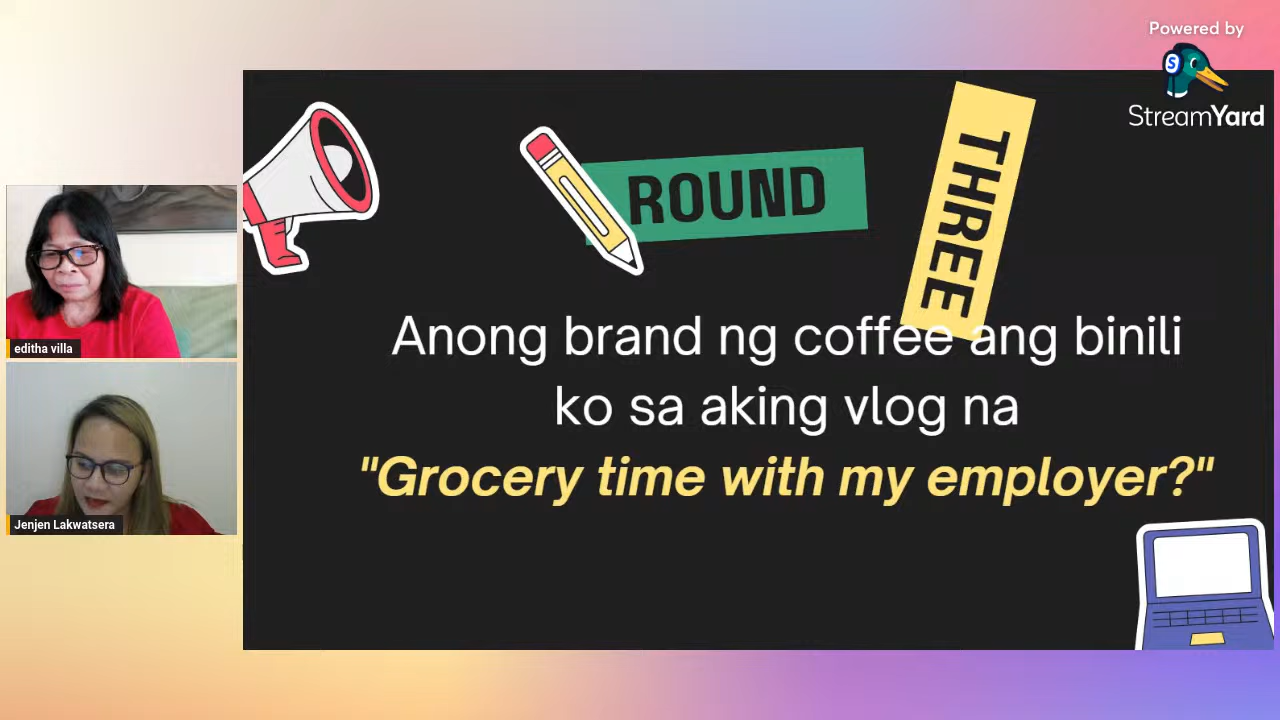 Powered by
StreamYard
ROUND
THREE
Anong brand ng coffee ang binili
ko sa aking vlog na
"Grocery time with my employer?"
editha villa
Jenjen Lakwatsera